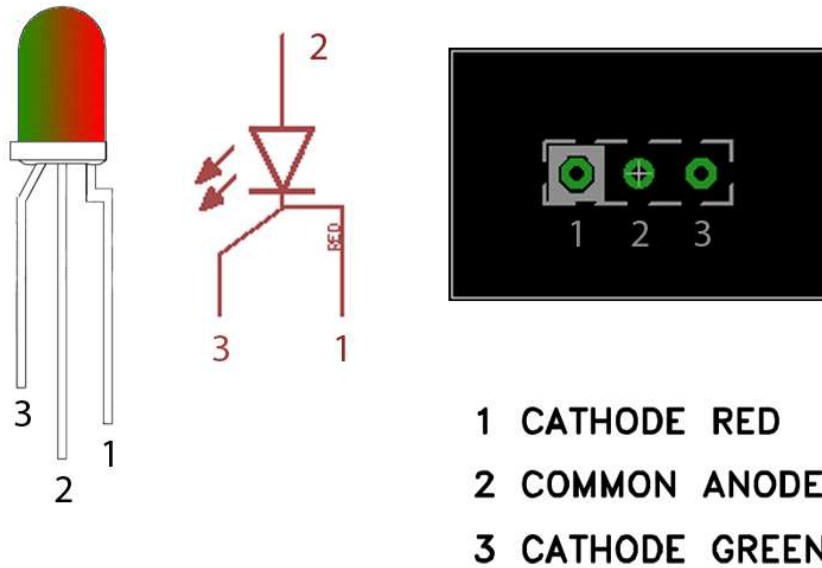 3
2
1
2
RED
3
1
1 2 3
1 CATHODE RED
2 COMMON ANODE
3 CATHODE GREEN